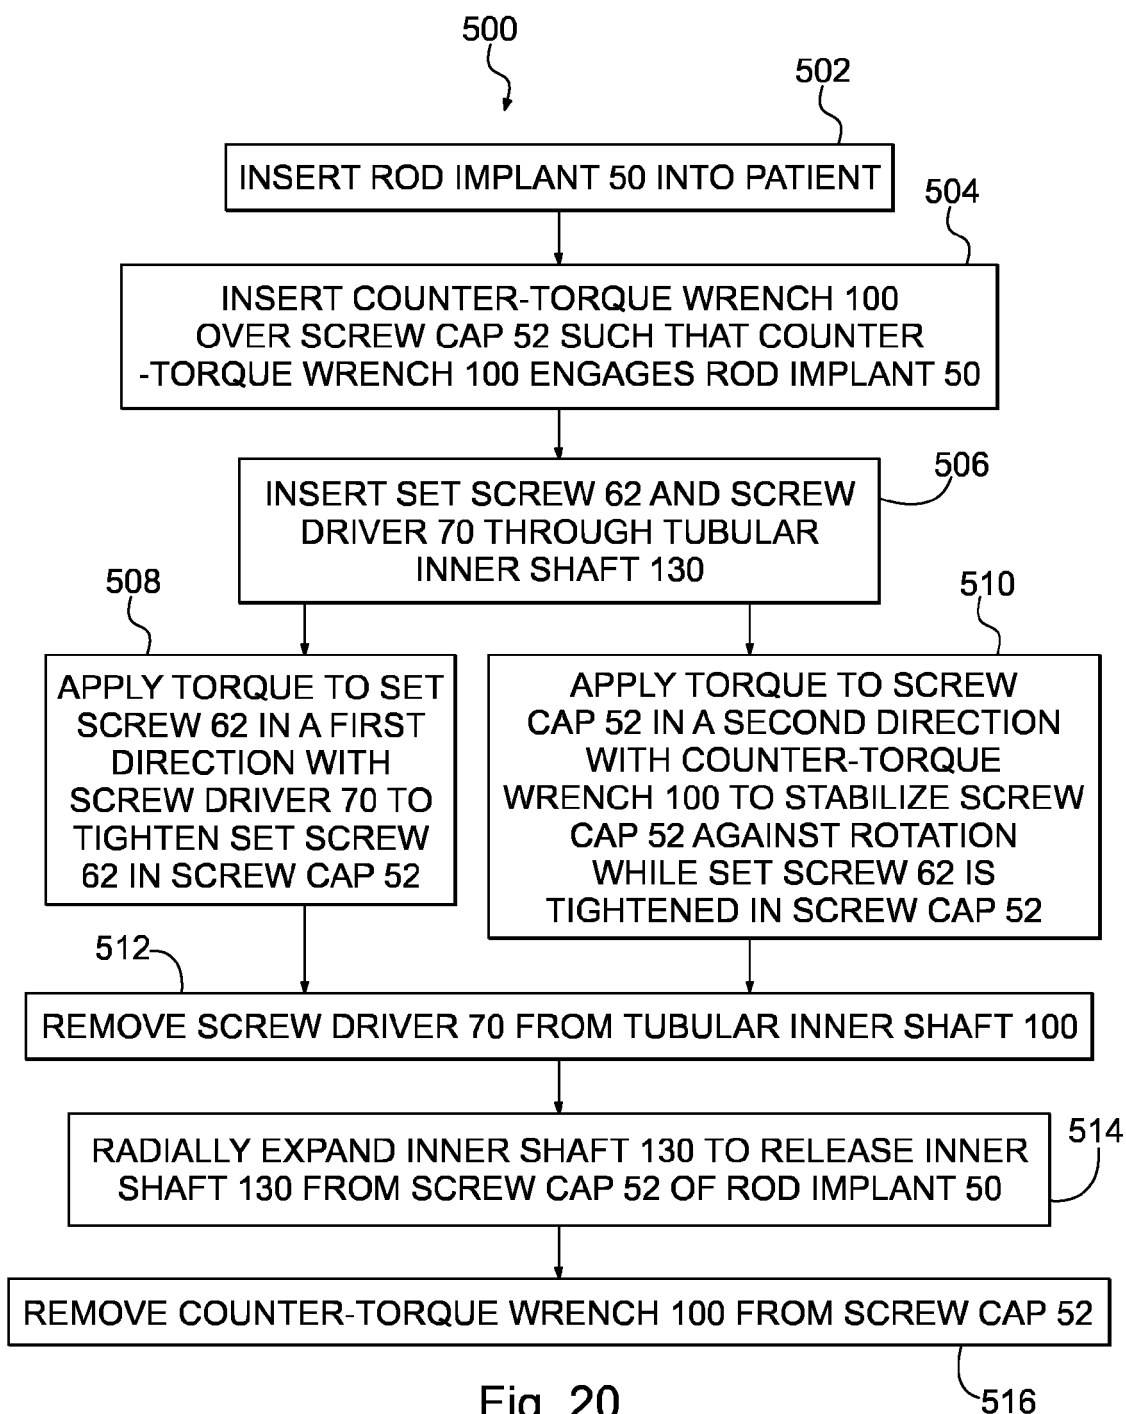 500
502
INSERT ROD IMPLANT 50 INTO PATIENT
504
INSERT COUNTER-TORQUE WRENCH 100
OVER SCREW CAP 52 SUCH THAT COUNTER
-TORQUE WRENCH 100 ENGAGES ROD IMPLANT 50
506
INSERT SET SCREW 62 AND SCREW
DRIVER 70 THROUGH TUBULAR
INNER SHAFT 130
508
APPLY TORQUE TO SET
SCREW 62 IN A FIRST
DIRECTION WITH
SCREW DRIVER 70 TO
TIGHTEN SET SCREW
62 IN SCREW CAP 52
510
APPLY TORQUE TO SCREW
CAP 52 IN A SECOND DIRECTION
WITH COUNTER-TORQUE
WRENCH 100 TO STABILIZE SCREW
CAP 52 AGAINST ROTATION
WHILE SET SCREW 62 IS
TIGHTENED IN SCREW CAP 52
512
REMOVE SCREW DRIVER 70 FROM TUBULAR INNER SHAFT 100
514
RADIALLY EXPAND INNER SHAFT 130 TO RELEASE INNER
SHAFT 130 FROM SCREW CAP 52 OF ROD IMPLANT 50
REMOVE COUNTER-TORQUE WRENCH 100 FROM SCREW CAP 52
516
Fig. 20